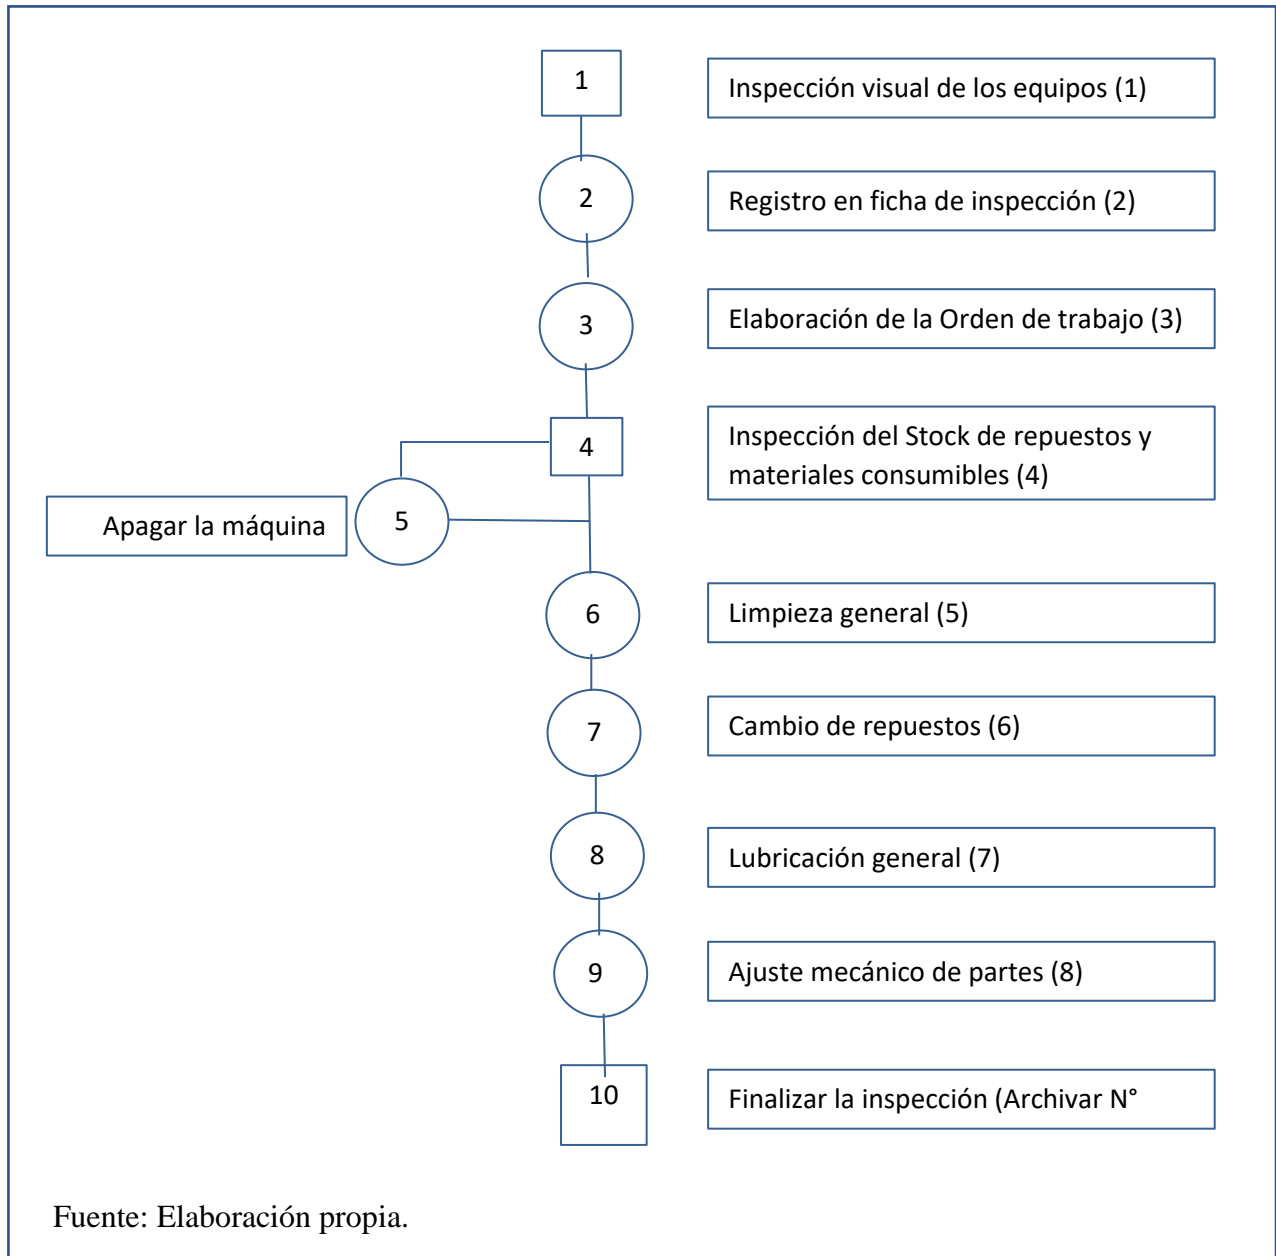 1
Inspección visual de los equipos (1)
2
Registro en ficha de inspección (2)
3
Elaboración de la Orden de trabajo (3)
4
Inspección del Stock de repuestos y
materiales consumibles (4)
Apagar la máquina
5
6
Limpieza general (5)
7
Cambio de repuestos (6)
8
Lubricación general (7)
9
Ajuste mecánico de partes (8)
10
Finalizar la inspección (Archivar N°
Fuente: Elaboración propia.